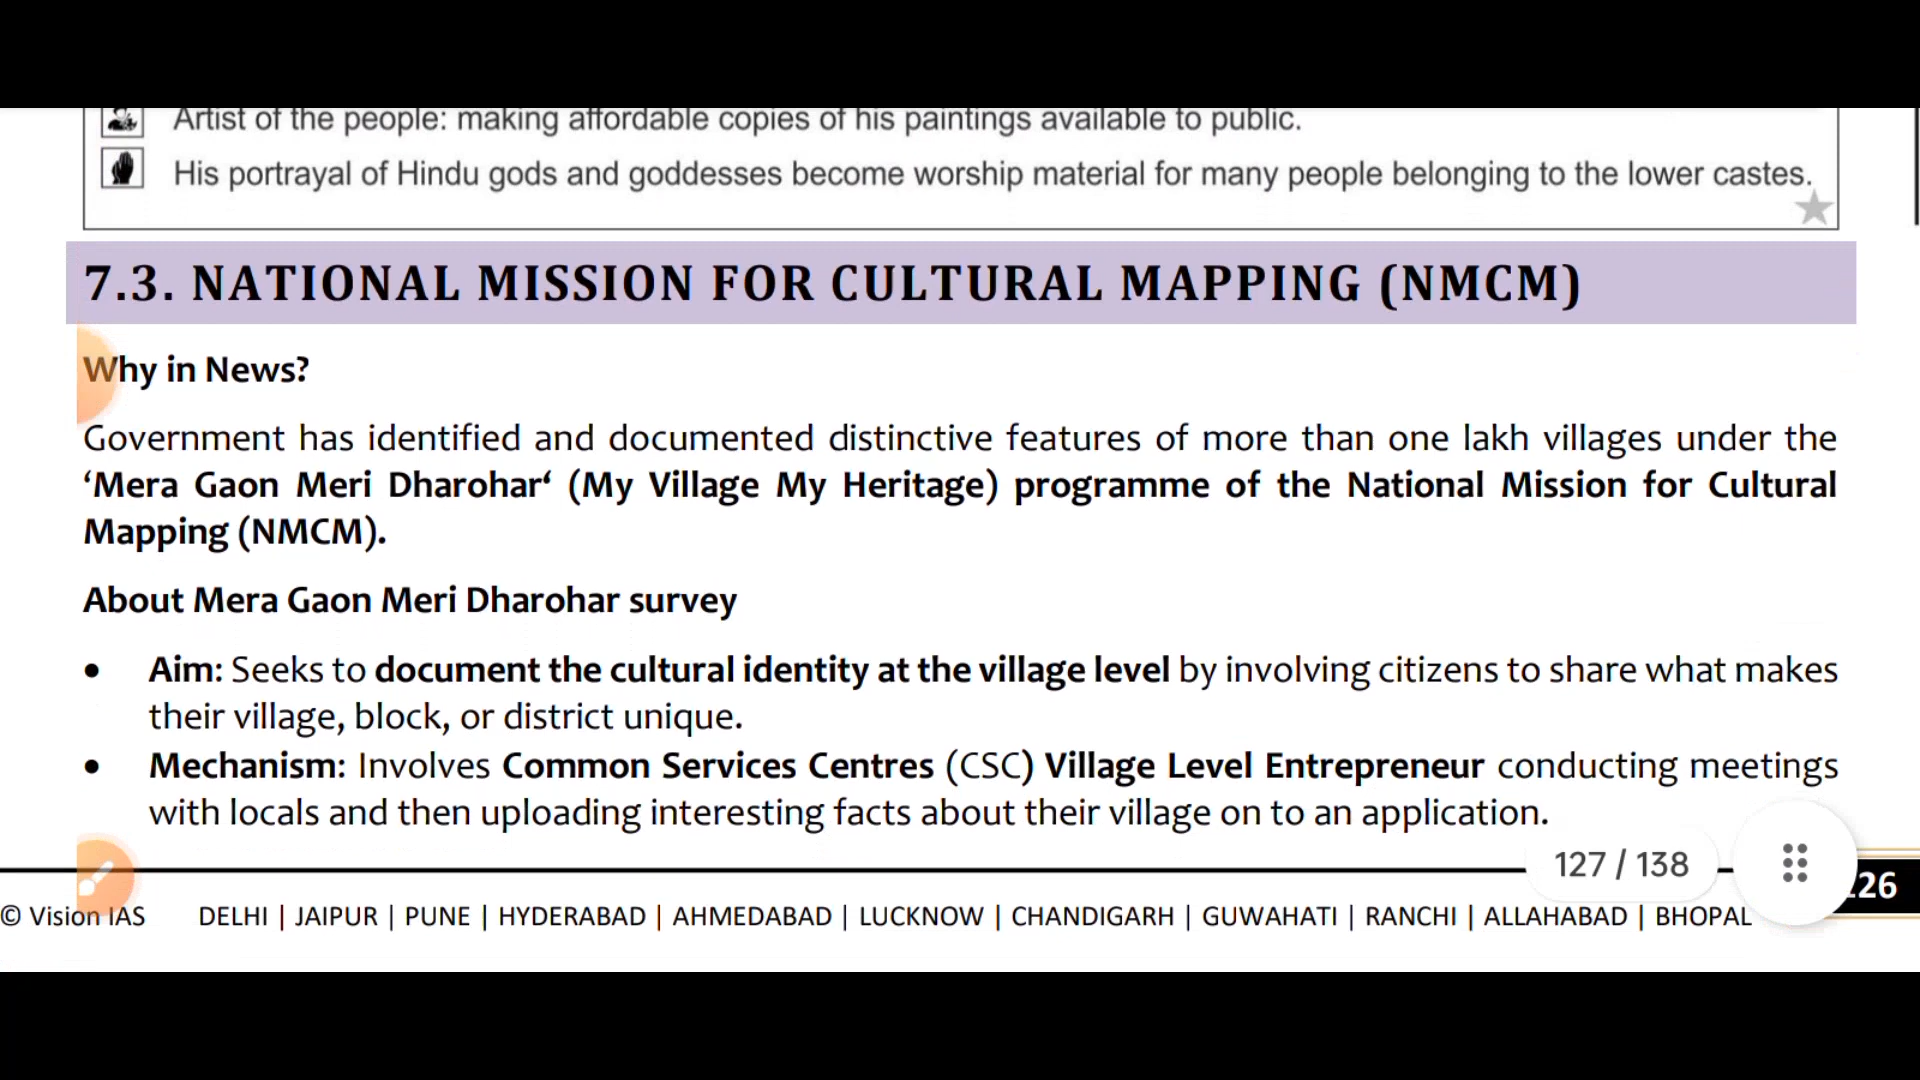 Artist of the people: making affordable copies of his paintings available to public.
His portrayal of Hindu gods and goddesses become worship material for many people belonging to the lower castes.
7.3. NATIONAL MISSION FOR CULTURAL MAPPING (NMCM)
Why in News?
Government has identified and documented distinctive features of more than one lakh villages under the
‘Mera Gaon Meri Dharohar‘ (My Village My Heritage) programme of the National Mission for Cultural
Mapping (NMCM).
About Mera Gaon Meri Dharohar survey
• Aim: Seeks to document the cultural identity at the village level by involving citizens to share what makes
their village, block, or district unique.
• Mechanism: Involves Common Services Centres (CSC) Village Level Entrepreneur conducting meetings
with locals and then uploading interesting facts about their village on to an application.
127 / 138
26
© Vision IAS DELHI | JAIPUR | PUNE | HYDERABAD | AHMEDABAD | LUCKNOW | CHANDIGARH | GUWAHATI | RANCHI | ALLAHABAD | BHOPAL